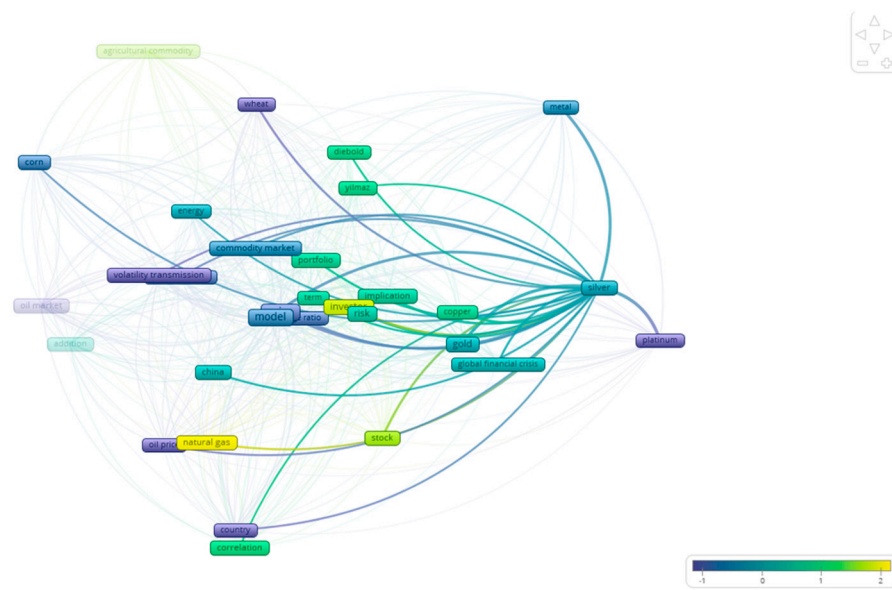 agricultural commodity
wheat
metal
diebold
corn
yilmaz
energy
commodity market
portfolio
volatility transmission
silver
term
implication
oil market
investor
copper
model
ratio
risk
platinum
addition
gold
global financial crisis
china
stock
oil price
natural gas
country
correlation
-1 0 1 2